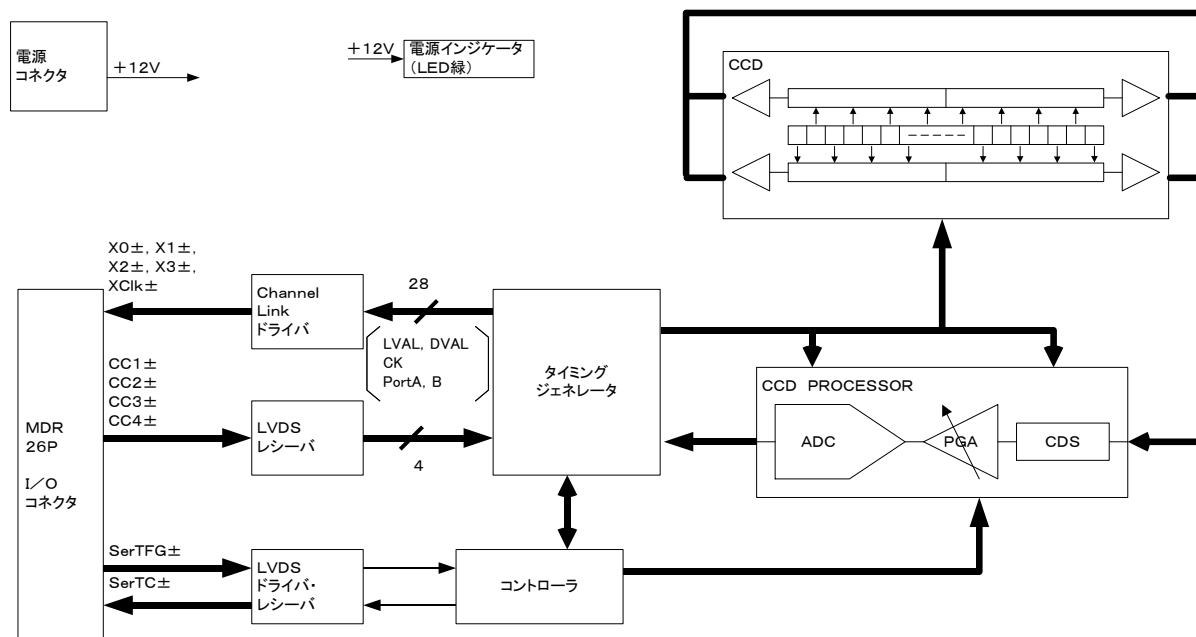 電源
コネクタ
＋12V
＋12V
電源インジケータ
（LED緑）
CCD
X0±, X1±,
X2±, X3±,
XClk±
Channel
Link
ドライバ
28
LVAL, DVAL
CK
PortA, B
タイミング
ジェネレータ
CCD PROCESSOR
ADC
PGA
CDS
MDR
26P
I／O
コネクタ
CC1±
CC2±
CC3±
CC4±
LVDS
レシーバ
4
SerTFG±
SerTC±
LVDS
ドライバ・
レシーバ
コントローラ